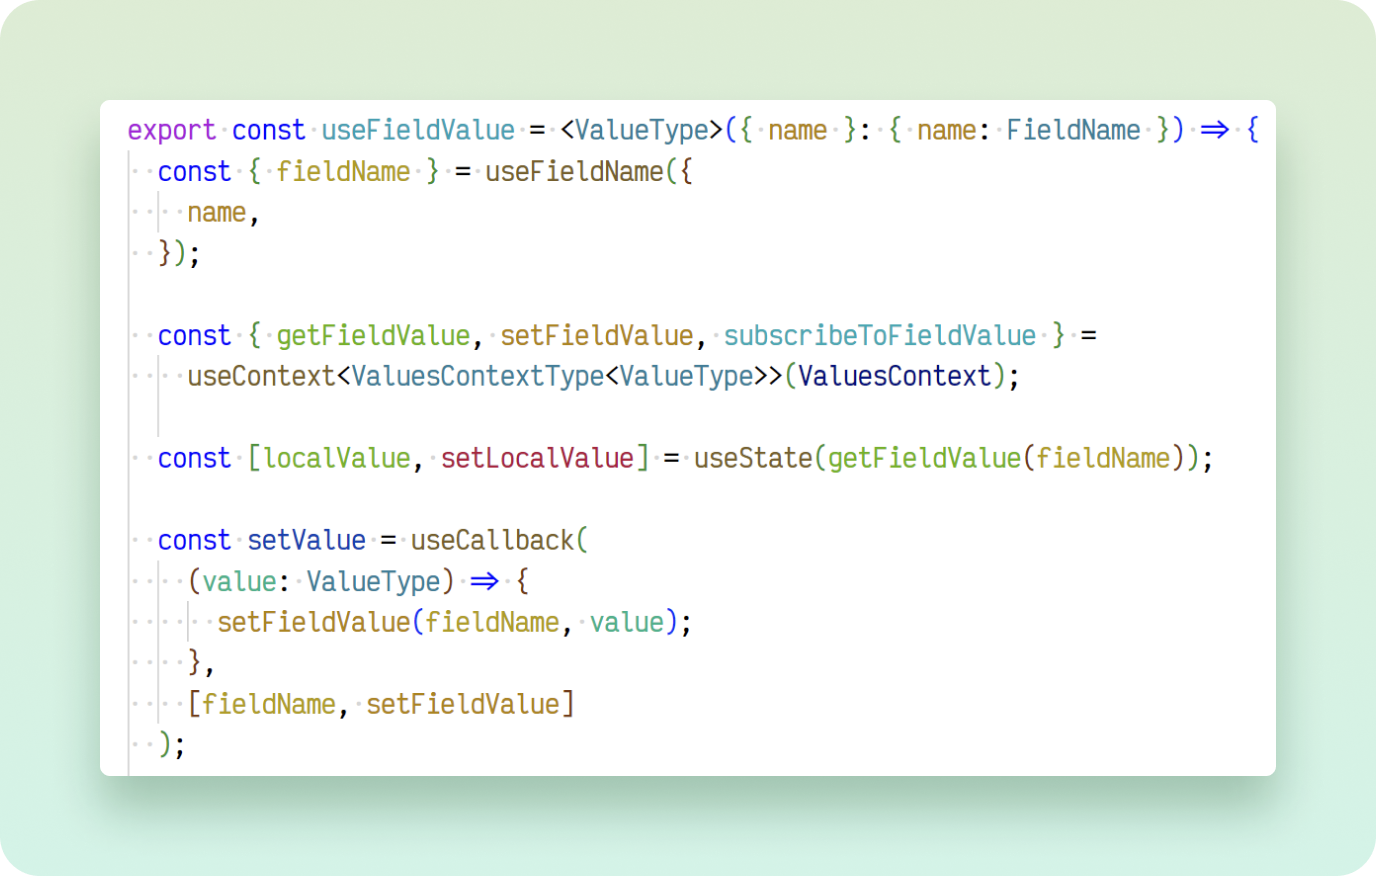 export const useFieldValue = <ValueType>({ name }: { name: FieldName }) => {
  const { fieldName } = useFieldName({
    name,
  });

  const { getFieldValue, setFieldValue, subscribeToFieldValue } =
    useContext<ValuesContextType<ValueType>>(ValuesContext);

  const [localValue, setLocalValue] = useState(getFieldValue(fieldName));

  const setValue = useCallback(
    (value: ValueType) => {
      setFieldValue(fieldName, value);
    },
    [fieldName, setFieldValue]
  );